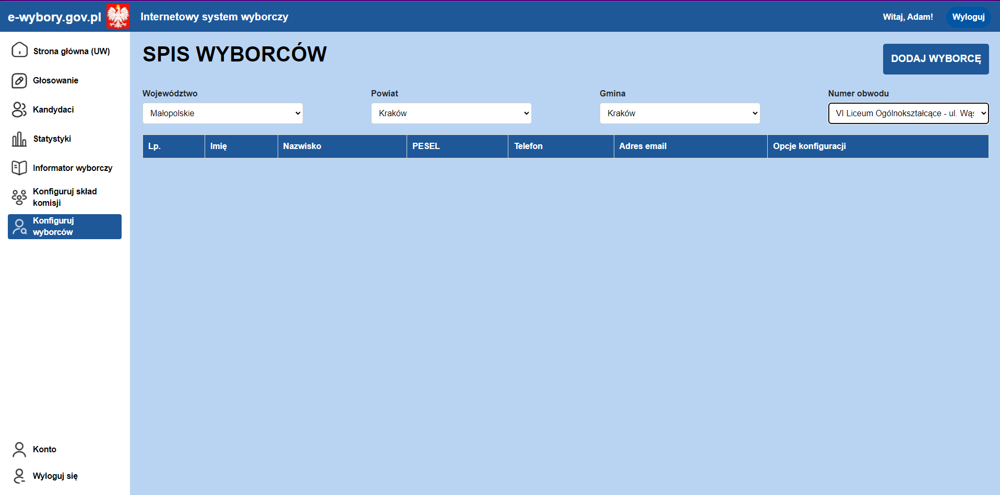 e-wybory.gov.pl
Internetowy system wyborczy
Witaj, Adam!
Wyloguj
Strona główna (UW)
Głosowanie
Kandydaci
Statystyki
Informator wyborczy
Konfiguruj skład
komisji
Konfiguruj
wyborców
Konto
Wyloguj się
SPIS WYBORCÓW
DODAJ WYBORCĘ
Województwo
Powiat
Gmina
Numer obwodu
Małopolskie
Kraków
Kraków
VI Liceum Ogólnokształcące - ul. Wąs
Lp.
Imię
Nazwisko
PESEL
Telefon
Adres email
Opcje konfiguracji